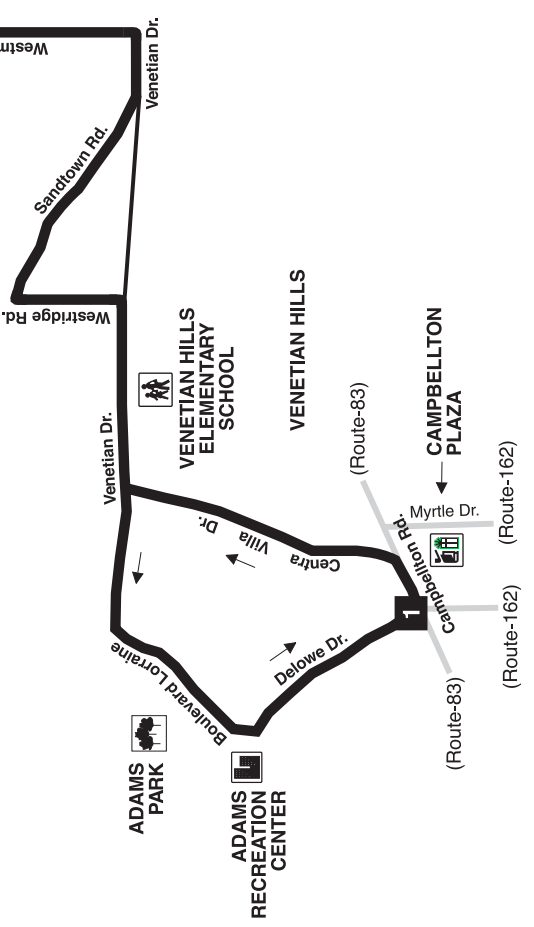 Westm
Venetian Dr.
Sandtown Rd.
Westridge Rd.
VENETIAN HILLS
ELEMENTARY
SCHOOL
VENETIAN HILLS
CAMPBELLTON
PLAZA
(Route-83)
Venetian Dr.
Centra Villa Dr.
Myrtle Dr.
(Route-162)
Campbellton Rd.
1
(Route-162)
Delowe Dr.
Boulevard Lorraine
(Route-83)
ADAMS
PARK
ADAMS
RECREATION
CENTER